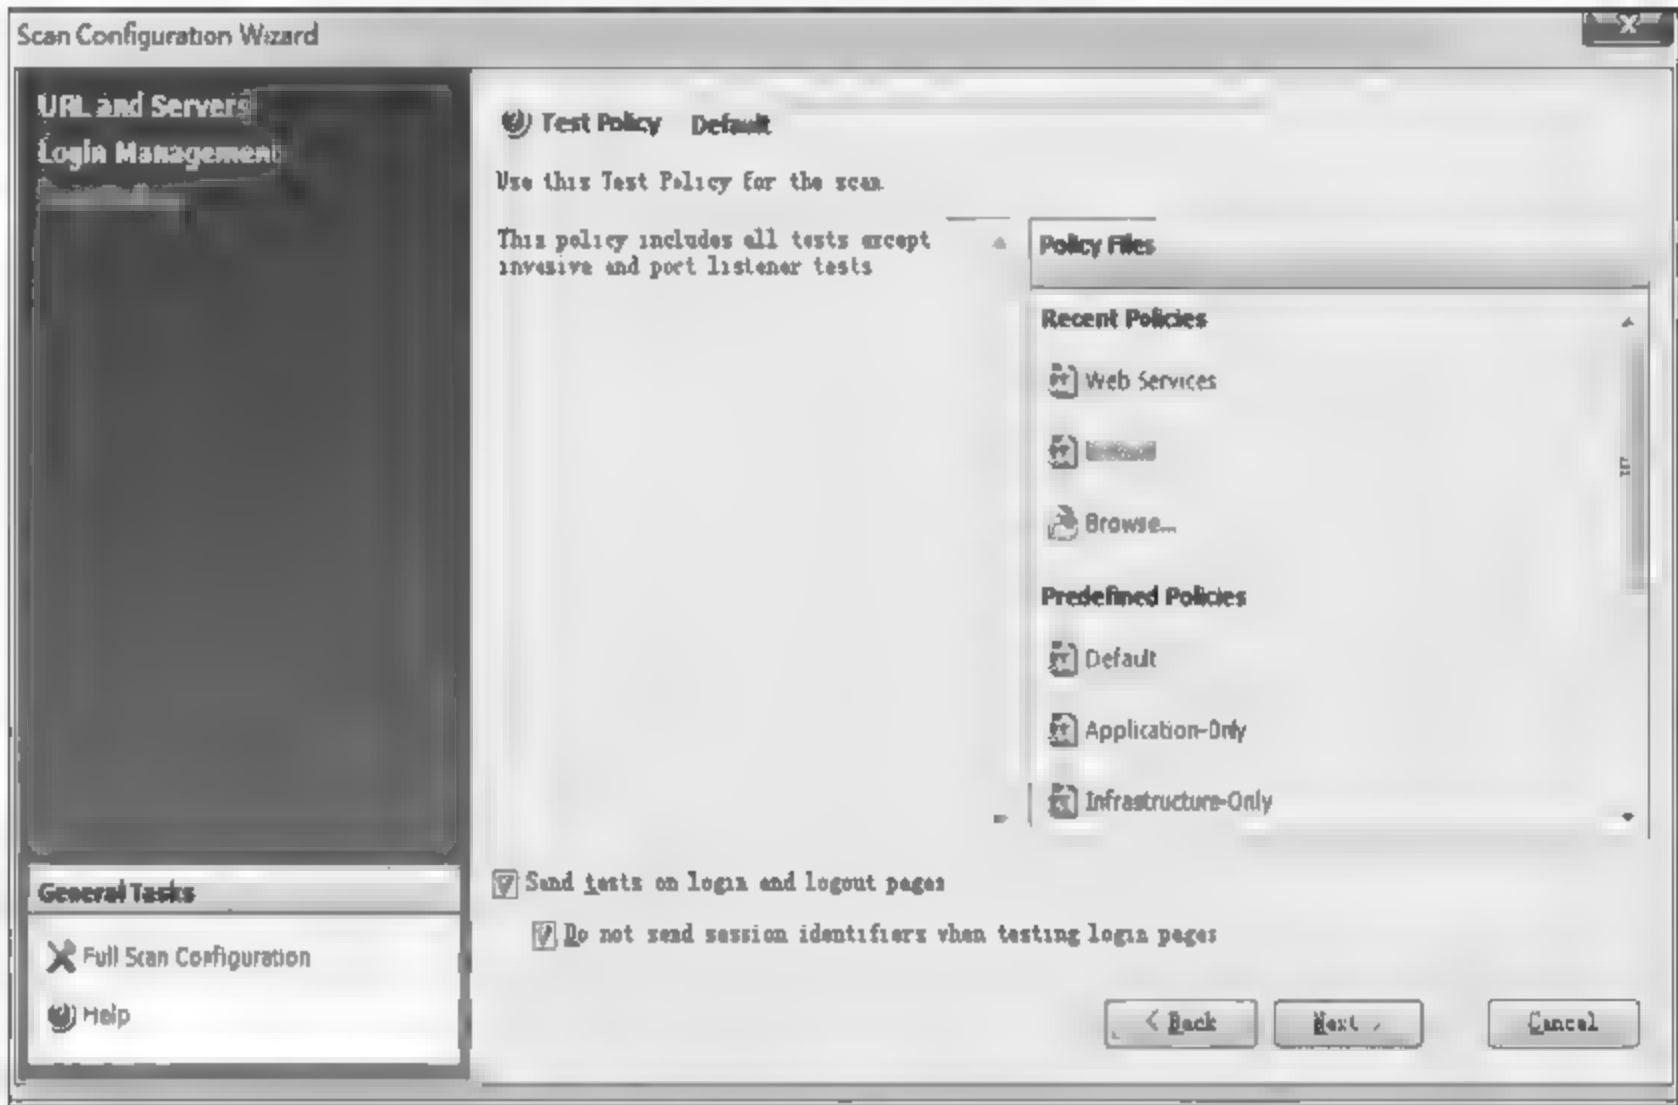 Scan Configuration Wizard
URL and Servers
Login Management
Test Policy Default
Use this Test Policy for the scan
This policy includes all tests except
invasive and port listener tests
Policy Files
Recent Policies
Web Services
Browse...
Predefined Policies
Default
Application-Only
Infrastructure-Only
Send tests on login and logout pages
Do not send session identifiers when testing login pages
General Tasks
Full Scan Configuration
Help
< Back
Next >
Cancel